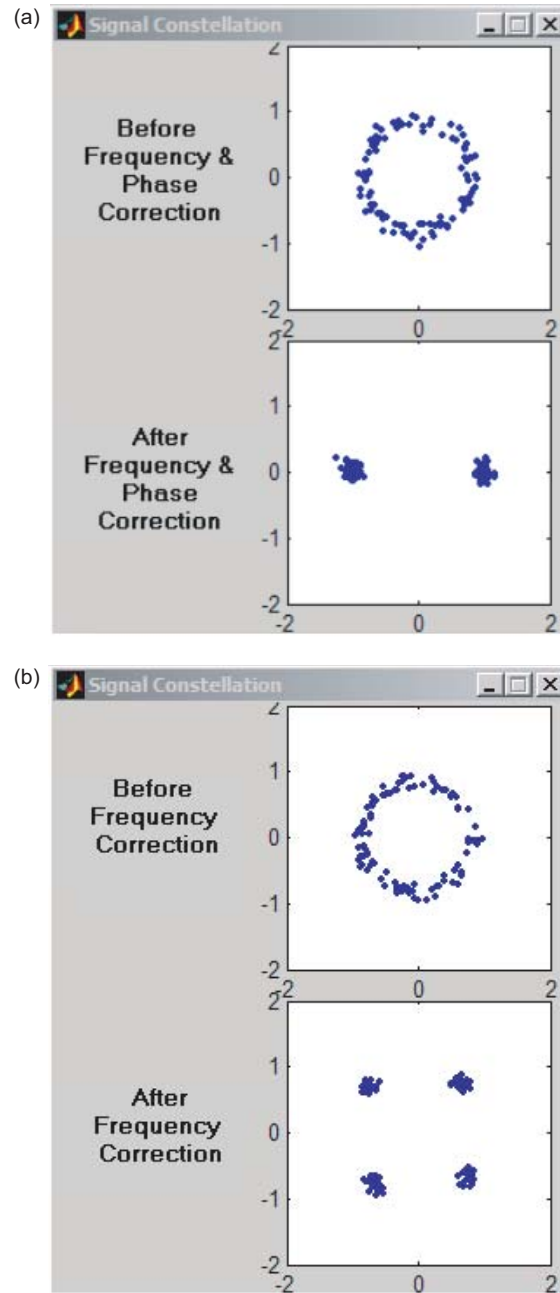 (a)
Signal Constellation
Before
Frequency &
Phase
Correction
2
1
0
-1
-2
-2
0
2
After
Frequency &
Phase
Correction
2
1
0
-1
-2
-2
0
2
(b)
Signal Constellation
Before
Frequency
Correction
2
1
0
-1
-2
-2
0
2
After
Frequency
Correction
2
1
0
-1
-2
-2
0
2